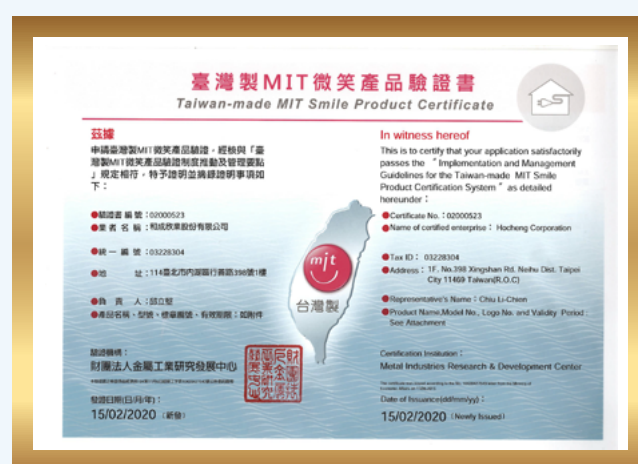 臺灣製MIT微笑產品驗證書
Taiwan-made MIT Smile Product Certificate
茲據
申請臺灣製MIT微笑產品驗證，經檢與「臺
灣製MIT微笑產品驗證制度推動及管理要點
」規定相符，特予證明並摘錄證明事項如
下：
●驗證書編號：02000523
●業者名稱：和成欣業股份有限公司
●統一編號：03228304
●地 址：114臺北市內湖區行善路398號1樓
●負責人：邱立堅
●產品名稱、型號、標章編號、有效期限：如附件
驗證機構：
財團法人金屬工業研究發展中心
發證日期(日/月/年)：
15/02/2020（新發）
mit
台灣製
In witness hereof
This is to certify that your application satisfactorily
passes the "Implementation and Management
Guidelines for the Taiwan-made MIT Smile
Product Certification System" as detailed
hereunder：
●Certificate No.：02000523
●Name of certified enterprise：Hocheng Corporation
●Tax ID：03228304
●Address：1F, No.398 Xingshan Rd. Neihu Dist. Taipei
City 11469 Taiwan(R.O.C)
●Representative's Name：Chiu Li-Chien
●Product Name,Model No., Logo No. and Validity Period：
See Attachment
Certification Institution：
Metal Industries Research & Development Center
Date of Issuance(dd/mm/yy)：
15/02/2020（Newly Issued）